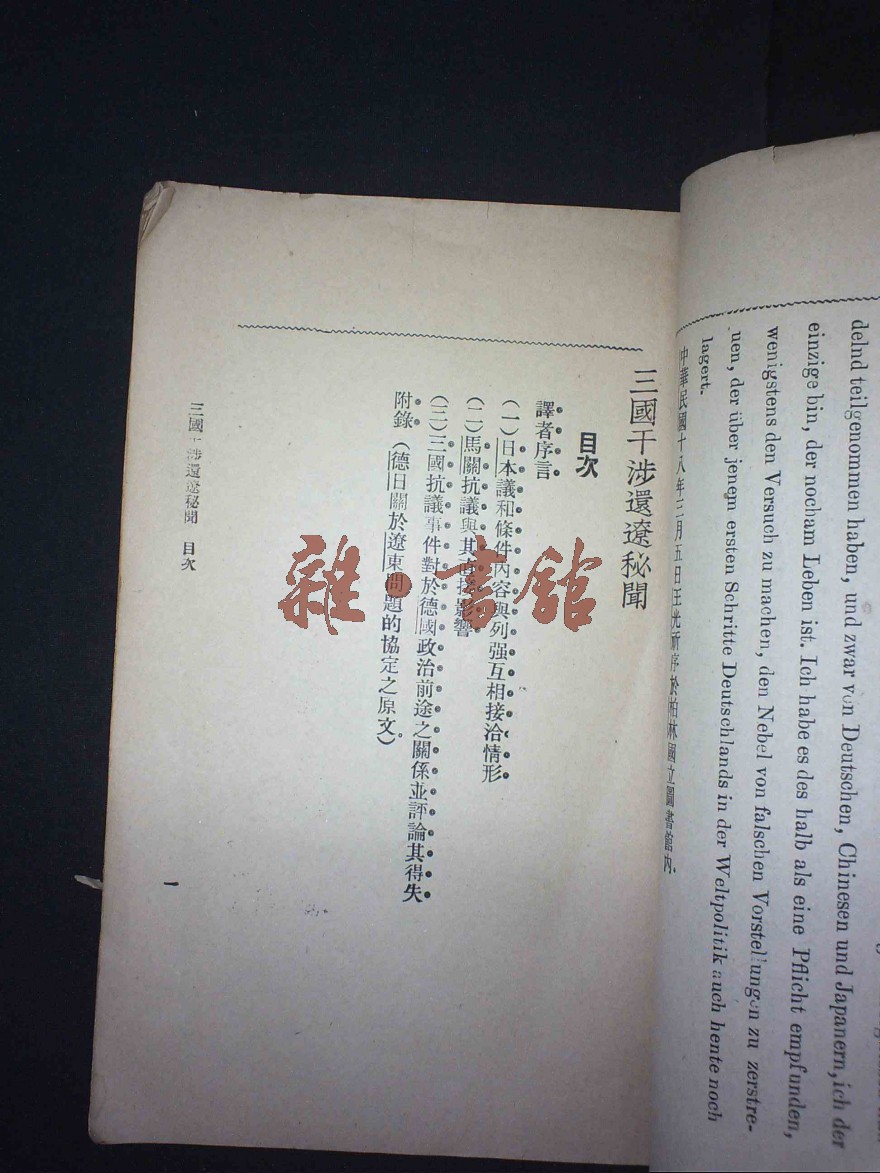 delnd teilgenommen haben, und zwar von Deutschen, Chinesen und Japanern, ich der
einzige bin, der nocham Leben ist. Ich habe es des halb als eine Pflicht empfunden,
wenigstens den Versuch zu machen, den Nebel von falschen Vorstellungen zu zerstre-
uen, der über jenem ersten Schritte Deutschlands in der Weltpolitik auch hente noch
lagert.
中華民國十八年三月五日王光祈序於柏林國立圖書館內
三國干涉還遼秘聞
目次
譯者序言
(一)日本議和條件內容與列强互相接洽情形
(二)馬關抗議與其直接影響
(三)三國抗議事件對於德國政治前途之關係並評論其得失
附錄(德日關於遼東問題的協定之原文。)
三國干涉還遼秘聞 目次
一
雜·書館